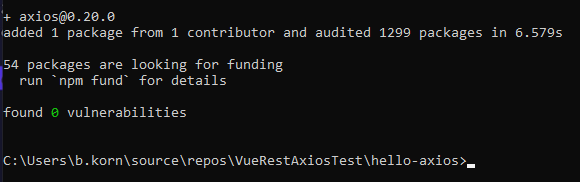 + axios@0.20.0
added 1 package from 1 contributor and audited 1299 packages in 6.579s
54 packages are looking for funding
run `npm fund` for details
found 0 vulnerabilities
C:\Users\b.korn\source\repos\VueRestAxiosTest\hello-axios>